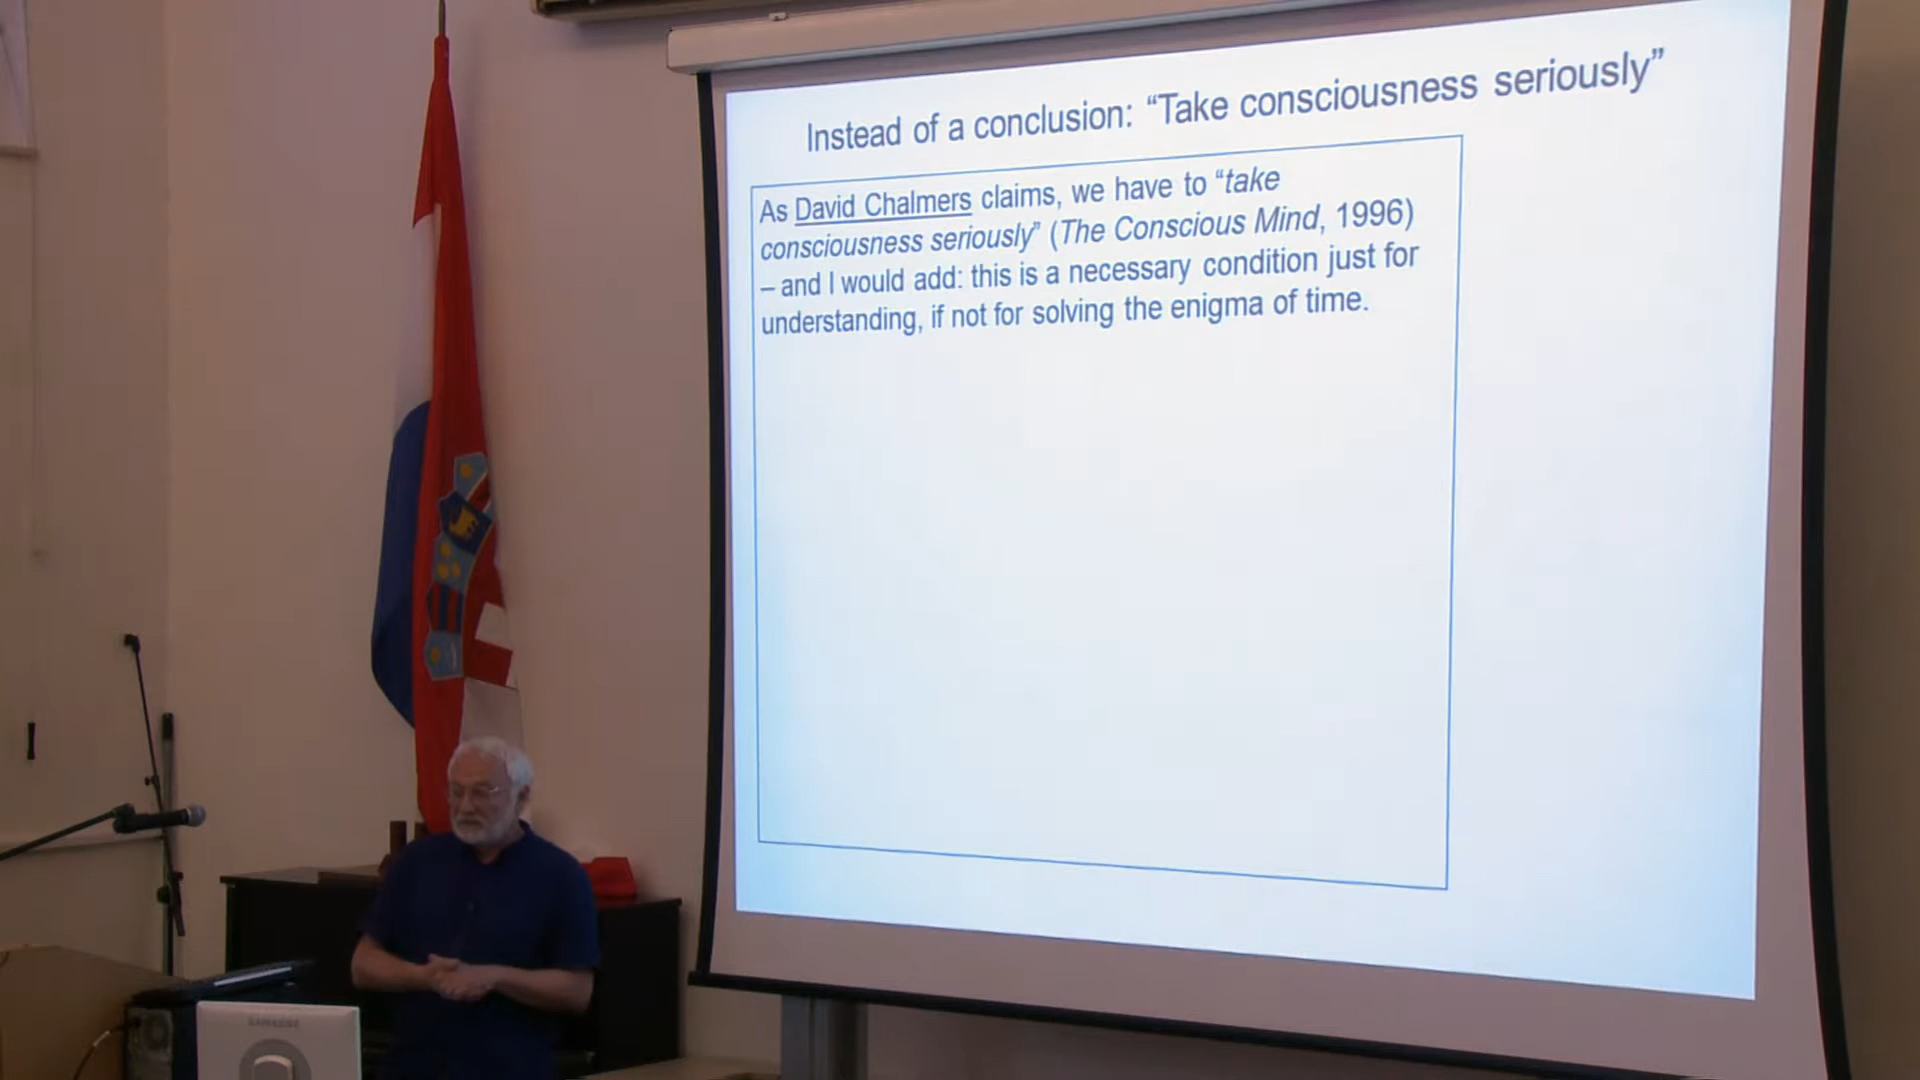 Instead of a conclusion: “Take consciousness seriously”
As David Chalmers claims, we have to “take
consciousness seriously” (The Conscious Mind, 1996)
– and I would add: this is a necessary condition just for
understanding, if not for solving the enigma of time.
SAMSUNG